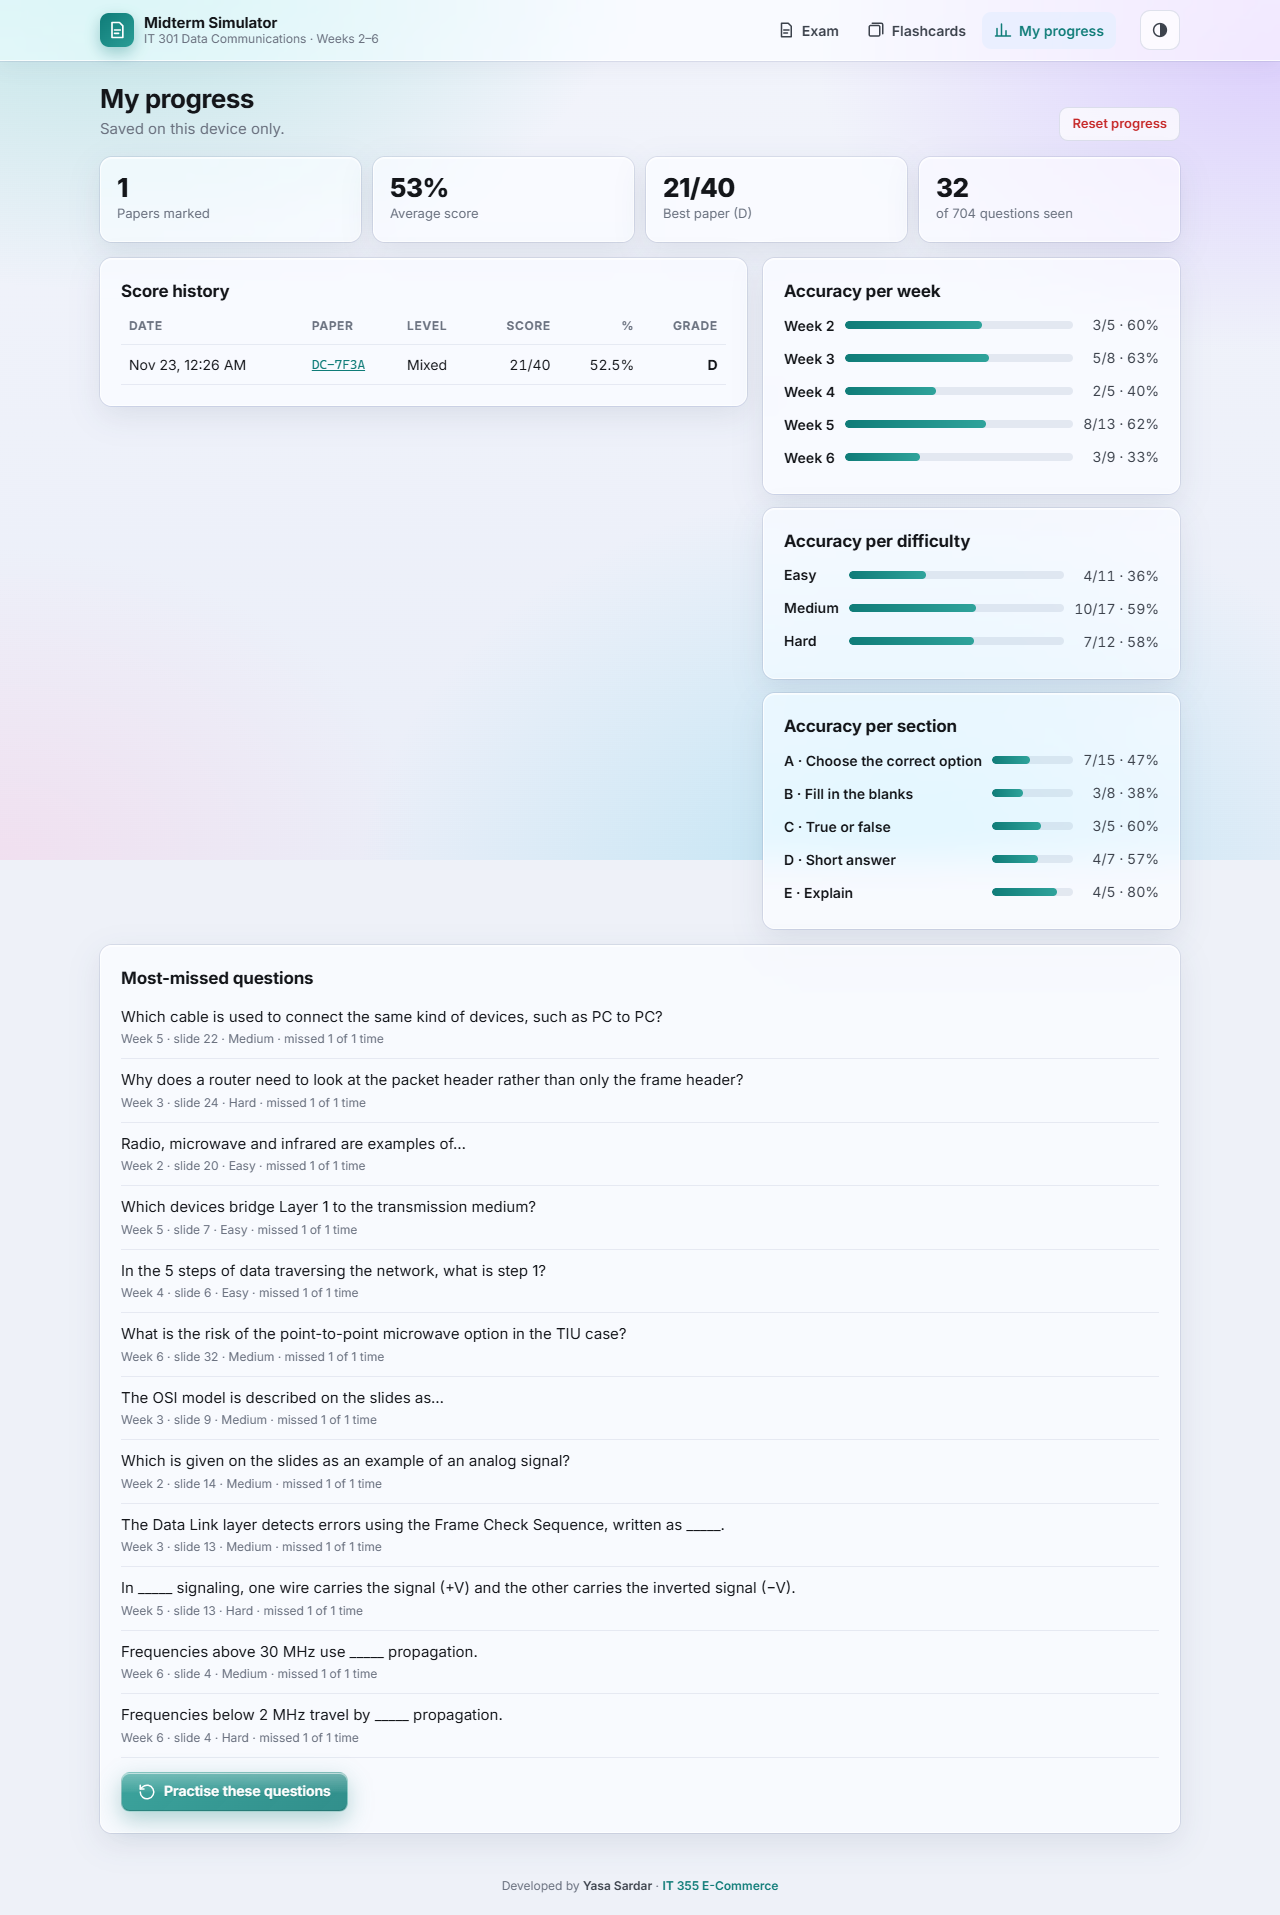 Midterm Simulator
IT 301 Data Communications · Weeks 2–6
Exam
Flashcards
My progress
My progress
Saved on this device only.
Reset progress
1
Papers marked
53%
Average score
21/40
Best paper (D)
32
of 704 questions seen
Score history
DATE PAPER LEVEL SCORE % GRADE
Nov 23, 12:26 AM DC-7F3A Mixed 21/40 52.5% D
Accuracy per week
Week 2 3/5 · 60%
Week 3 5/8 · 63%
Week 4 2/5 · 40%
Week 5 8/13 · 62%
Week 6 3/9 · 33%
Accuracy per difficulty
Easy 4/11 · 36%
Medium 10/17 · 59%
Hard 7/12 · 58%
Accuracy per section
A · Choose the correct option 7/15 · 47%
B · Fill in the blanks 3/8 · 38%
C · True or false 3/5 · 60%
D · Short answer 4/7 · 57%
E · Explain 4/5 · 80%
Most-missed questions
Which cable is used to connect the same kind of devices, such as PC to PC?
Week 5 · slide 22 · Medium · missed 1 of 1 time
Why does a router need to look at the packet header rather than only the frame header?
Week 3 · slide 24 · Hard · missed 1 of 1 time
Radio, microwave and infrared are examples of…
Week 2 · slide 20 · Easy · missed 1 of 1 time
Which devices bridge Layer 1 to the transmission medium?
Week 5 · slide 7 · Easy · missed 1 of 1 time
In the 5 steps of data traversing the network, what is step 1?
Week 4 · slide 6 · Easy · missed 1 of 1 time
What is the risk of the point-to-point microwave option in the TIU case?
Week 6 · slide 32 · Medium · missed 1 of 1 time
The OSI model is described on the slides as…
Week 3 · slide 9 · Medium · missed 1 of 1 time
Which is given on the slides as an example of an analog signal?
Week 2 · slide 14 · Medium · missed 1 of 1 time
The Data Link layer detects errors using the Frame Check Sequence, written as _____.
Week 3 · slide 13 · Medium · missed 1 of 1 time
In _____ signaling, one wire carries the signal (+V) and the other carries the inverted signal (−V).
Week 5 · slide 13 · Hard · missed 1 of 1 time
Frequencies above 30 MHz use _____ propagation.
Week 6 · slide 4 · Medium · missed 1 of 1 time
Frequencies below 2 MHz travel by _____ propagation.
Week 6 · slide 4 · Hard · missed 1 of 1 time
Practise these questions
Developed by Yasa Sardar · IT 355 E-Commerce